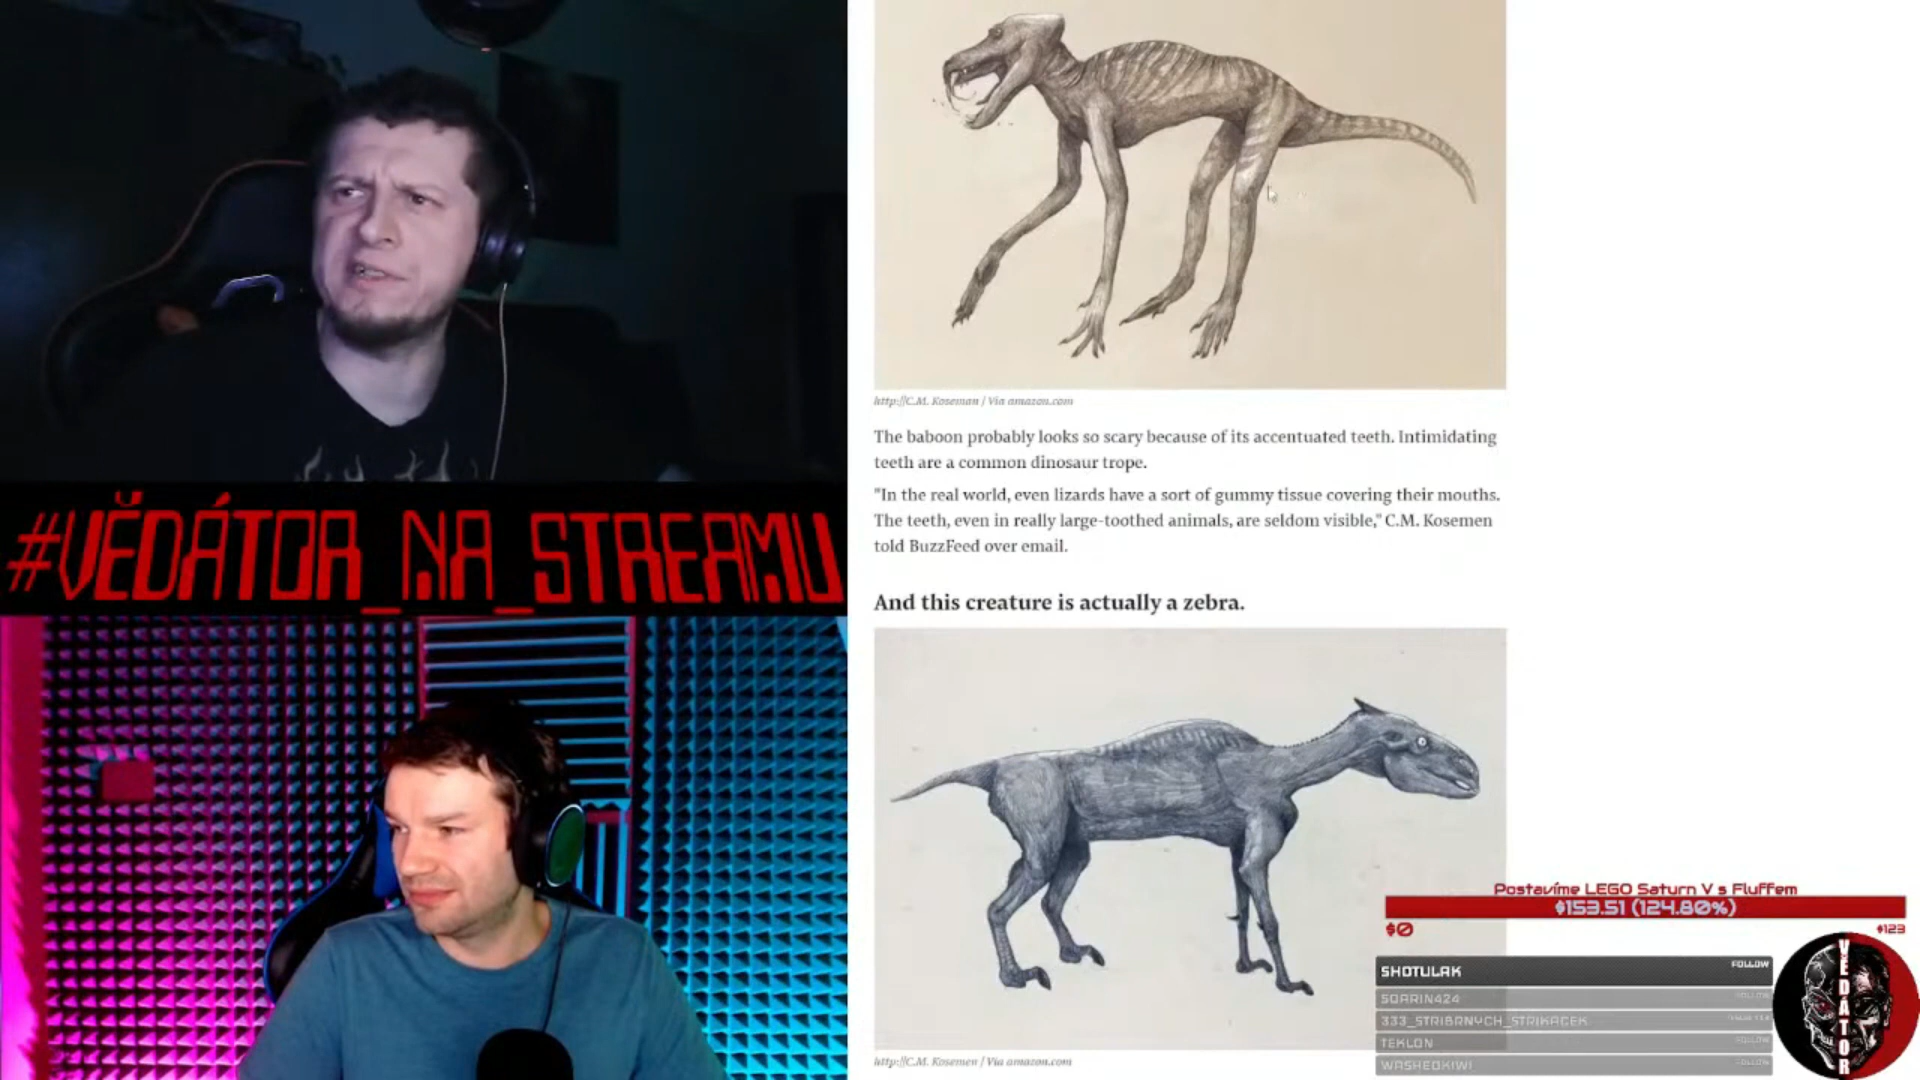 http://C.M. Koseman / Via amazon.com
The baboon probably looks so scary because of its accentuated teeth. Intimidating
teeth are a common dinosaur trope.
"In the real world, even lizards have a sort of gummy tissue covering their mouths.
The teeth, even in really large-toothed animals, are seldom visible," C.M. Kosemen
told BuzzFeed over email.
And this creature is actually a zebra.
http://C.M. Kosemen / Via amazon.com
#VĚDÁTOR_NA_STREAMU
Postavíme LEGO Saturn V s Fluffem
$153.51 (124.80%)
$0
$123
SHOTULAK FOLLOW
SORRIN424 FOLLOW
333_STRIBRNYCH_STRIKACEK
TEKLON FOLLOW
WASHEDKIWI FOLLOW
VĚDÁTOR